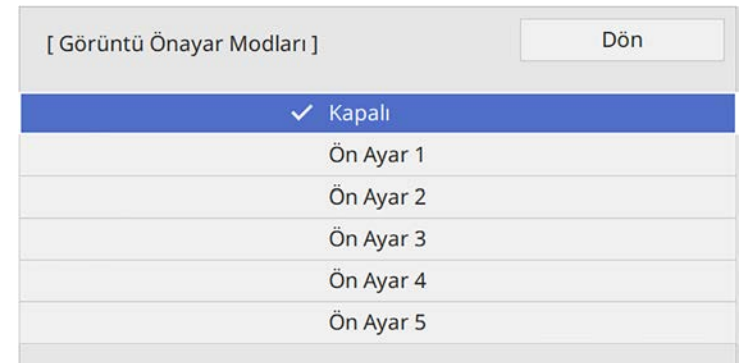 [ Görüntü Önayar Modları ]
Dön
✓ Kapalı
Ön Ayar 1
Ön Ayar 2
Ön Ayar 3
Ön Ayar 4
Ön Ayar 5